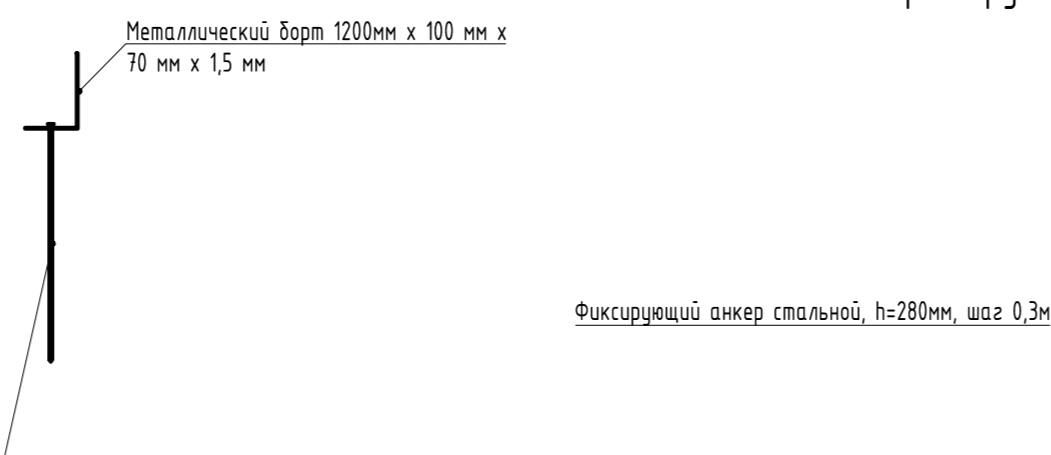 Металлический борт 1200мм х 100 мм х
70 мм х 1,5 мм
Фиксирующий анкер стальной, h=280мм, шаг 0,3м